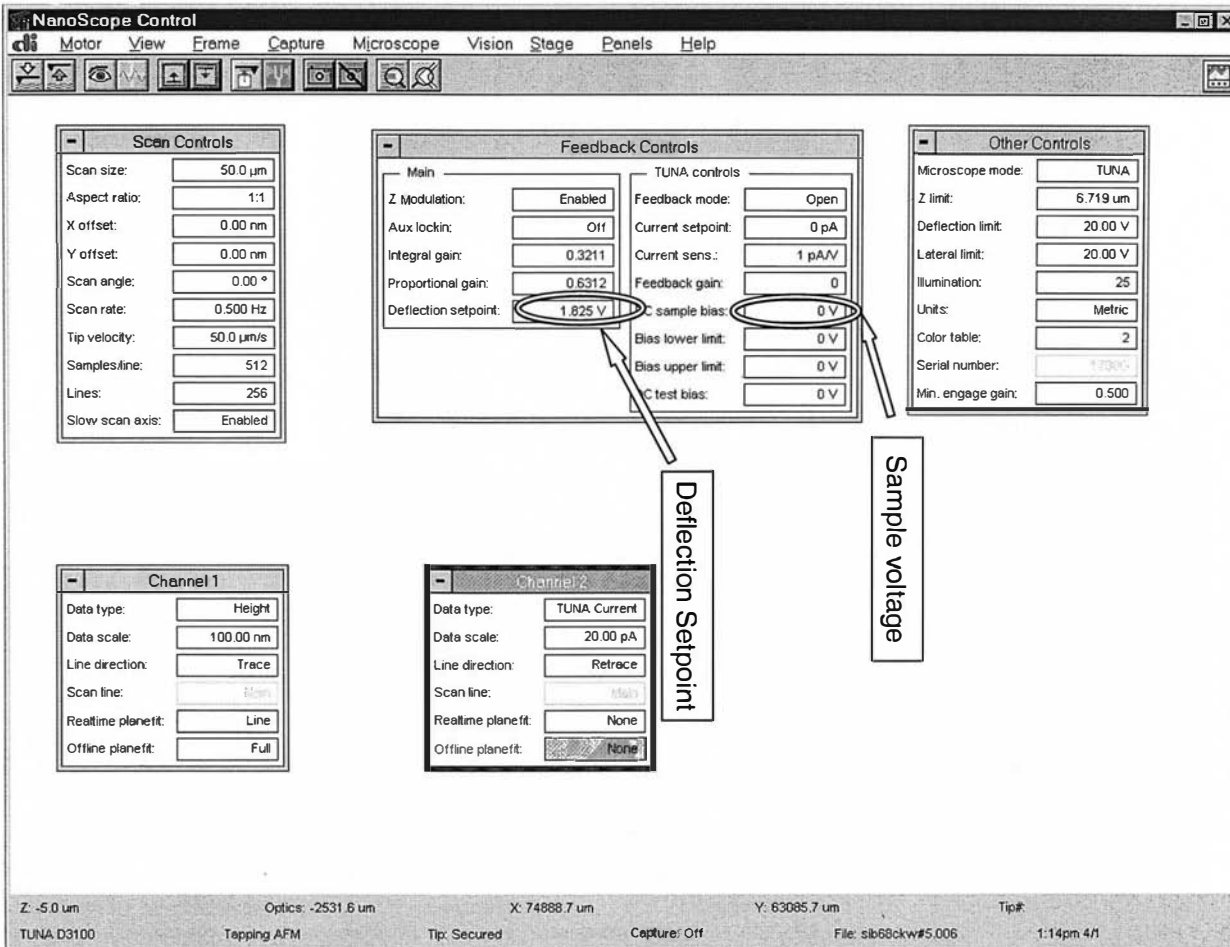 NanoScope Control
Motor View Frame Capture Microscope Vision Stage Panels Help
Scan Controls
Scan size: 50.0 µm
Aspect ratio: 1:1
X offset: 0.00 nm
Y offset: 0.00 nm
Scan angle: 0.00 °
Scan rate: 0.500 Hz
Tip velocity: 50.0 µm/s
Samples/line: 512
Lines: 256
Slow scan axis: Enabled
Feedback Controls
Main
Z Modulation: Enabled
Aux lockin: Off
Integral gain: 0.3211
Proportional gain: 0.6312
Deflection setpoint: 1.825 V
TUNA controls
Feedback mode: Open
Current setpoint: 0 pA
Current sens.: 1 pA/V
Feedback gain: 0
C sample bias: 0 V
Bias lower limit: 0 V
Bias upper limit: 0 V
C test bias: 0 V
Other Controls
Microscope mode: TUNA
Z limit: 6.719 um
Deflection limit: 20.00 V
Lateral limit: 20.00 V
Illumination: 25
Units: Metric
Color table: 2
Serial number:
Min. engage gain: 0.500
Deflection Setpoint
Sample voltage
Channel 1
Data type: Height
Data scale: 100.00 nm
Line direction: Trace
Scan line: Main
Realtime planefit: Line
Offline planefit: Full
Channel 2
Data type: TUNA Current
Data scale: 20.00 pA
Line direction: Retrace
Scan line: Main
Realtime planefit: None
Offline planefit: None
Z: -5.0 um Optics: -2531.6 um X: 74888.7 um Y: 63085.7 um Tip#:
TUNA D3100 Tapping AFM Tip: Secured Capture: Off File: sib68ckw#5.006 1:14pm 4/1